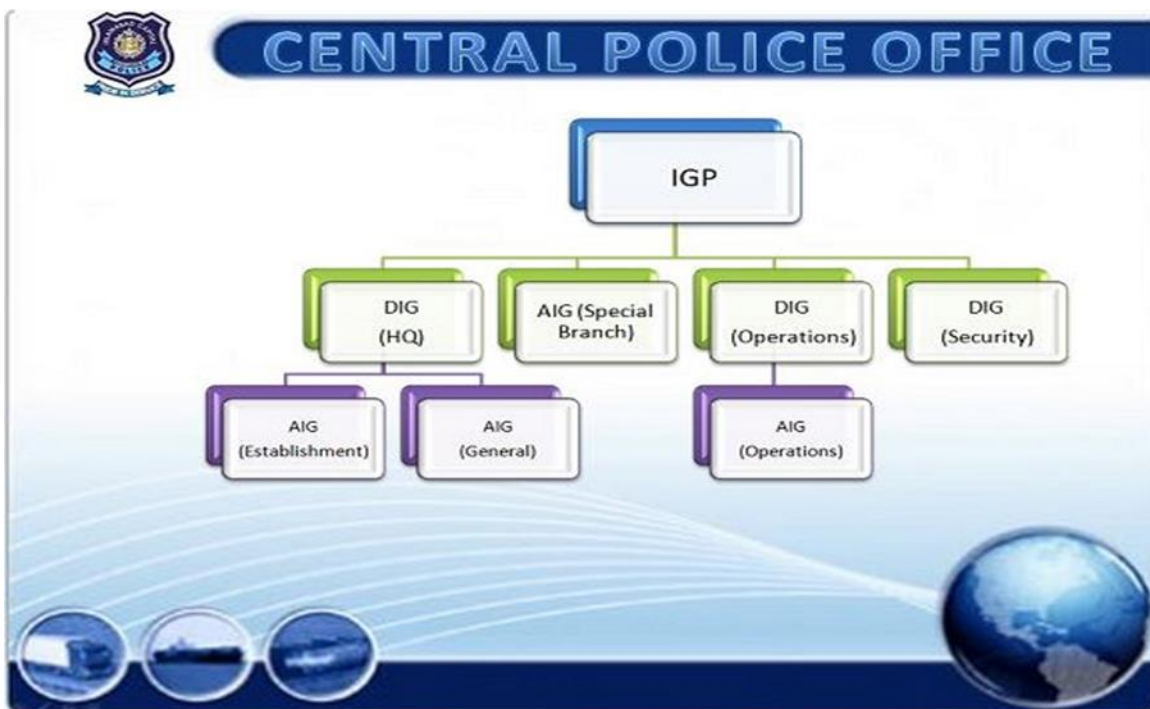 CENTRAL POLICE OFFICE
POLICE
IGP
DIG
(HQ)
AIG (Special
Branch)
DIG
(Operations)
DIG
(Security)
AIG
(Establishment)
AIG
(General)
AIG
(Operations)